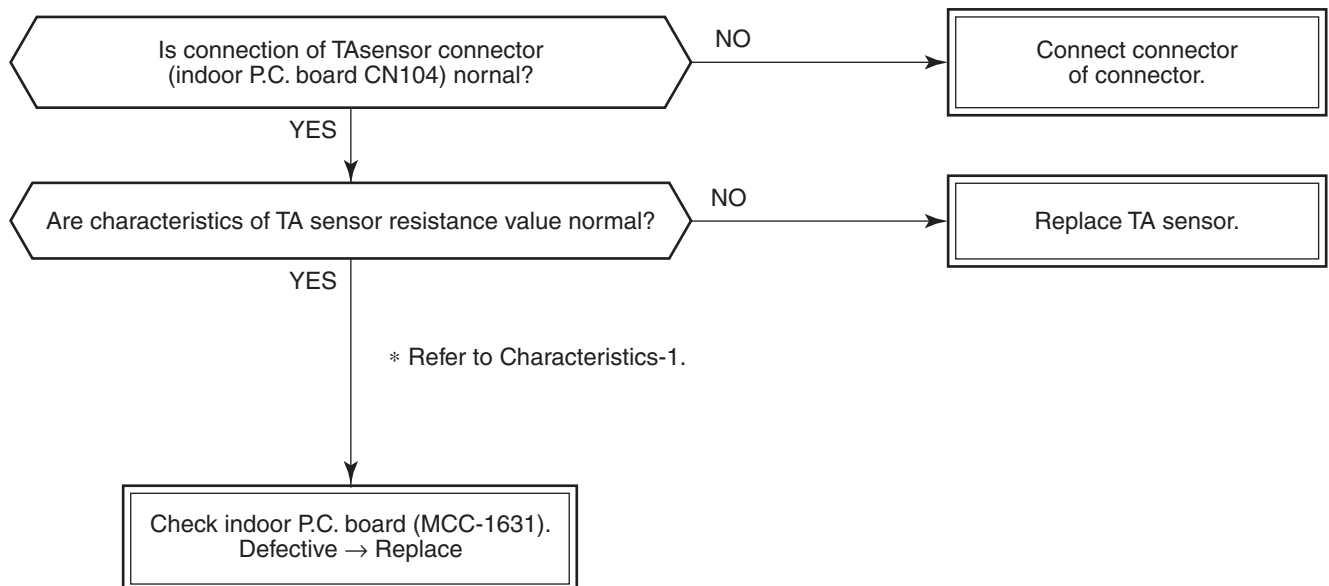 Is connection of TAsensor connector
(indoor P.C. board CN104) nornal?
NO
Connect connector
of connector.
YES
Are characteristics of TA sensor resistance value normal?
NO
Replace TA sensor.
YES
* Refer to Characteristics-1.
Check indoor P.C. board (MCC-1631).
Defective → Replace